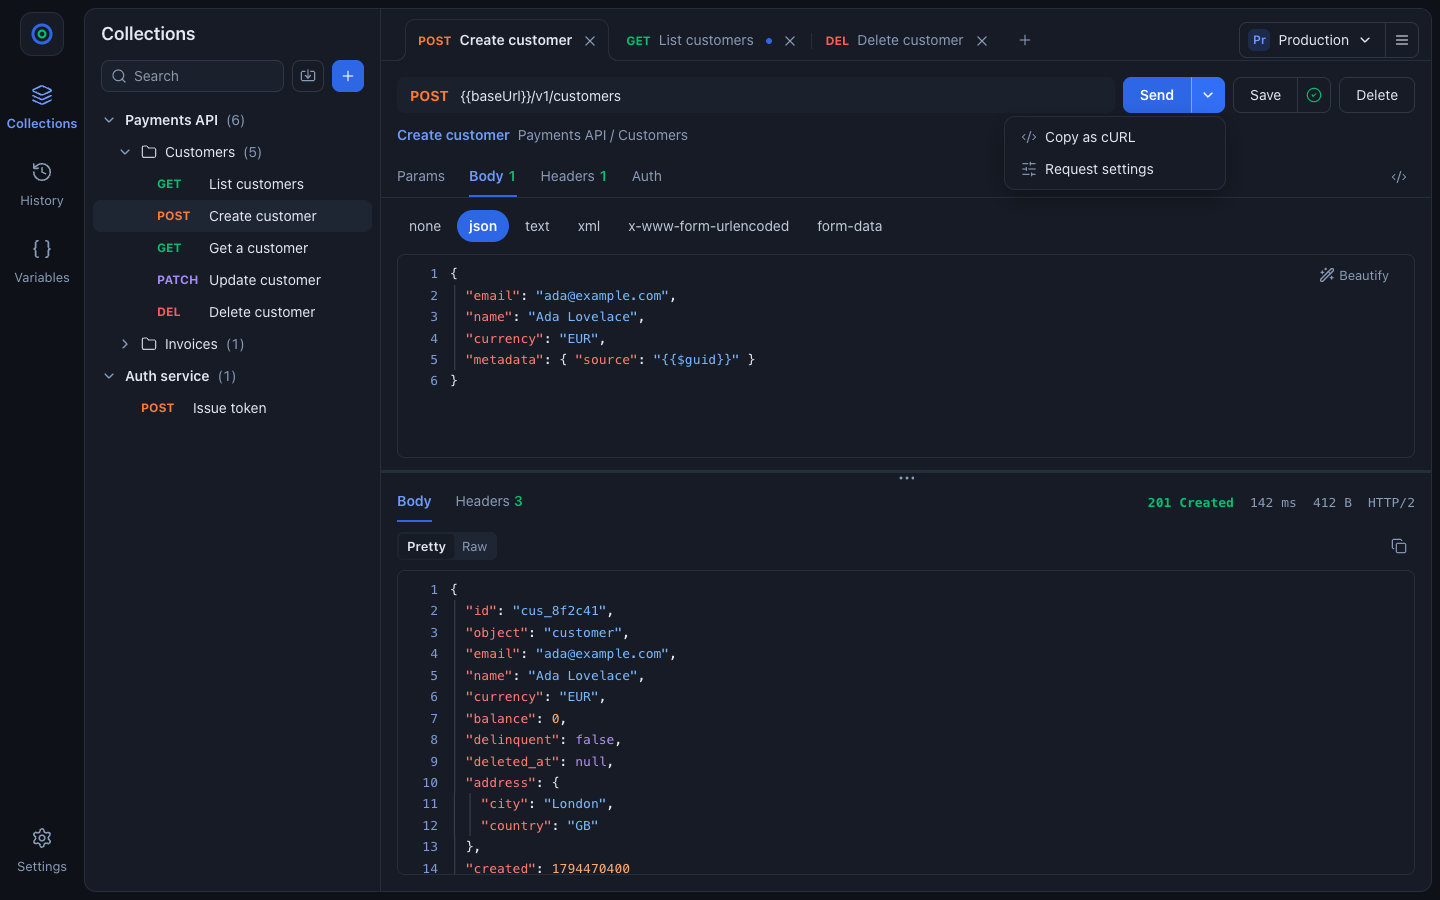 Collections
History
Variables
Settings
Collections
Search
Payments API (6)
Customers (5)
GET List customers
POST Create customer
GET Get a customer
PATCH Update customer
DEL Delete customer
Invoices (1)
Auth service (1)
POST Issue token
POST Create customer
GET List customers
DEL Delete customer
Pr Production
POST {{baseUrl}}/v1/customers
Send
Save
Delete
Create customer Payments API / Customers
Copy as cURL
Request settings
Params
Body 1
Headers 1
Auth
none
json
text
xml
x-www-form-urlencoded
form-data
Beautify
1 {
2 "email": "ada@example.com",
3 "name": "Ada Lovelace",
4 "currency": "EUR",
5 "metadata": { "source": "{{$guid}}" }
6 }
Body
Headers 3
201 Created 142 ms 412 B HTTP/2
Pretty
Raw
1 {
2 "id": "cus_8f2c41",
3 "object": "customer",
4 "email": "ada@example.com",
5 "name": "Ada Lovelace",
6 "currency": "EUR",
7 "balance": 0,
8 "delinquent": false,
9 "deleted_at": null,
10 "address": {
11 "city": "London",
12 "country": "GB"
13 },
14 "created": 1794470400